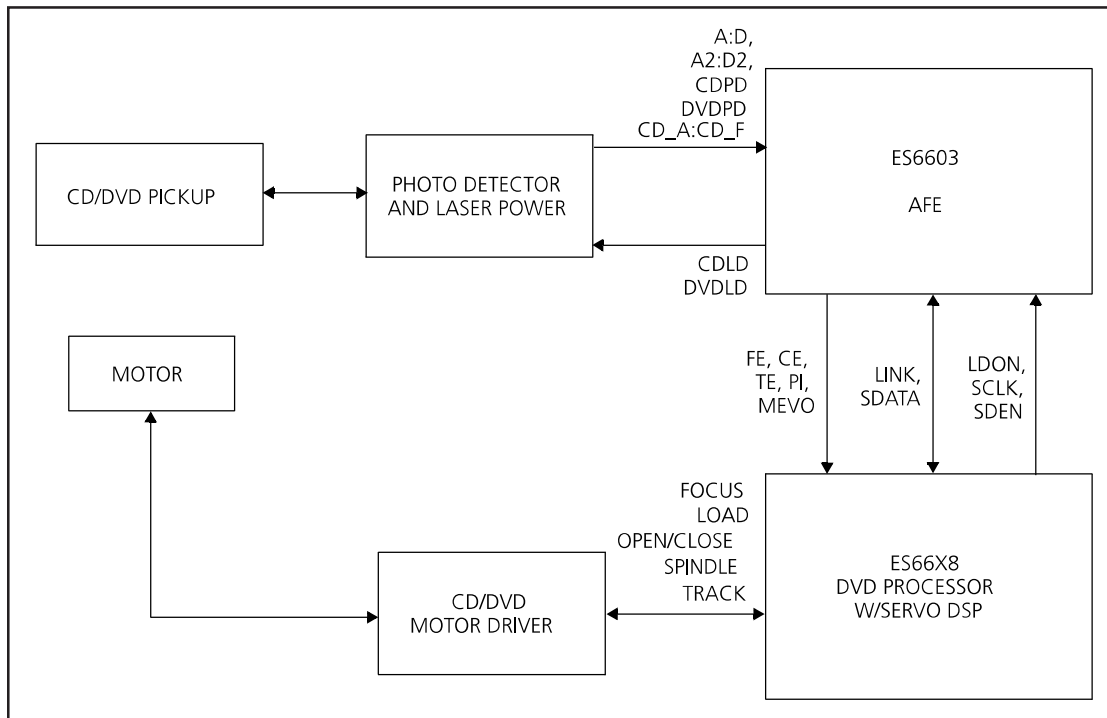 A:D,
A2:D2,
CDPD
DVDPD
CD_A:CD_F
ES6603
AFE
CD/DVD PICKUP
PHOTO DETECTOR
AND LASER POWER
CDLD
DVDLD
MOTOR
FE, CE,
TE, PI,
MEVO
LINK,
SDATA
LDON,
SCLK,
SDEN
FOCUS
LOAD
OPEN/CLOSE
SPINDLE
TRACK
CD/DVD
MOTOR DRIVER
ES66X8
DVD PROCESSOR
W/SERVO DSP